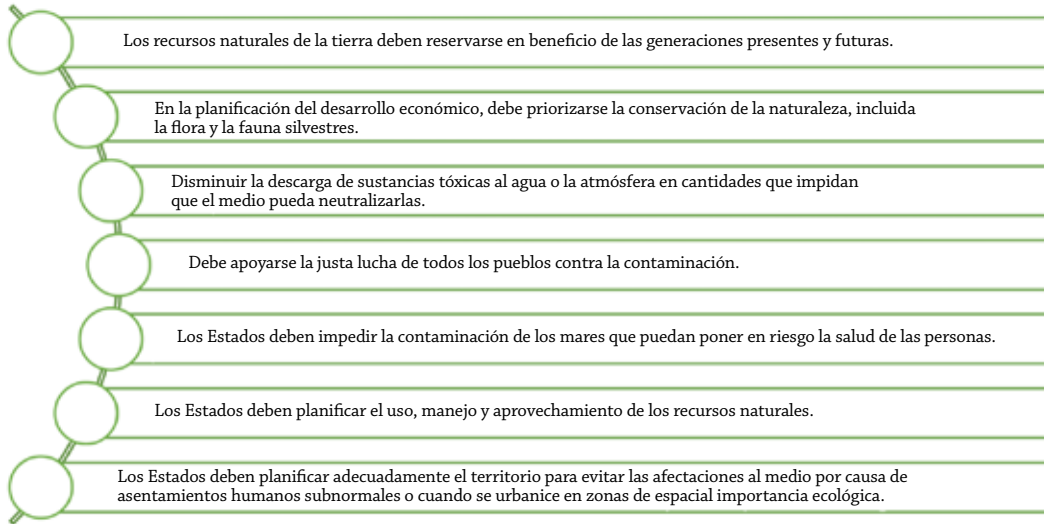 Los recursos naturales de la tierra deben reservarse en beneficio de las generaciones presentes y futuras.
En la planificación del desarrollo económico, debe priorizarse la conservación de la naturaleza, incluida
la flora y la fauna silvestres.
Disminuir la descarga de sustancias tóxicas al agua o la atmósfera en cantidades que impidan
que el medio pueda neutralizarlas.
Debe apoyarse la justa lucha de todos los pueblos contra la contaminación.
Los Estados deben impedir la contaminación de los mares que puedan poner en riesgo la salud de las personas.
Los Estados deben planificar el uso, manejo y aprovechamiento de los recursos naturales.
Los Estados deben planificar adecuadamente el territorio para evitar las afectaciones al medio por causa de
asentamientos humanos subnormales o cuando se urbanice en zonas de espacial importancia ecológica.